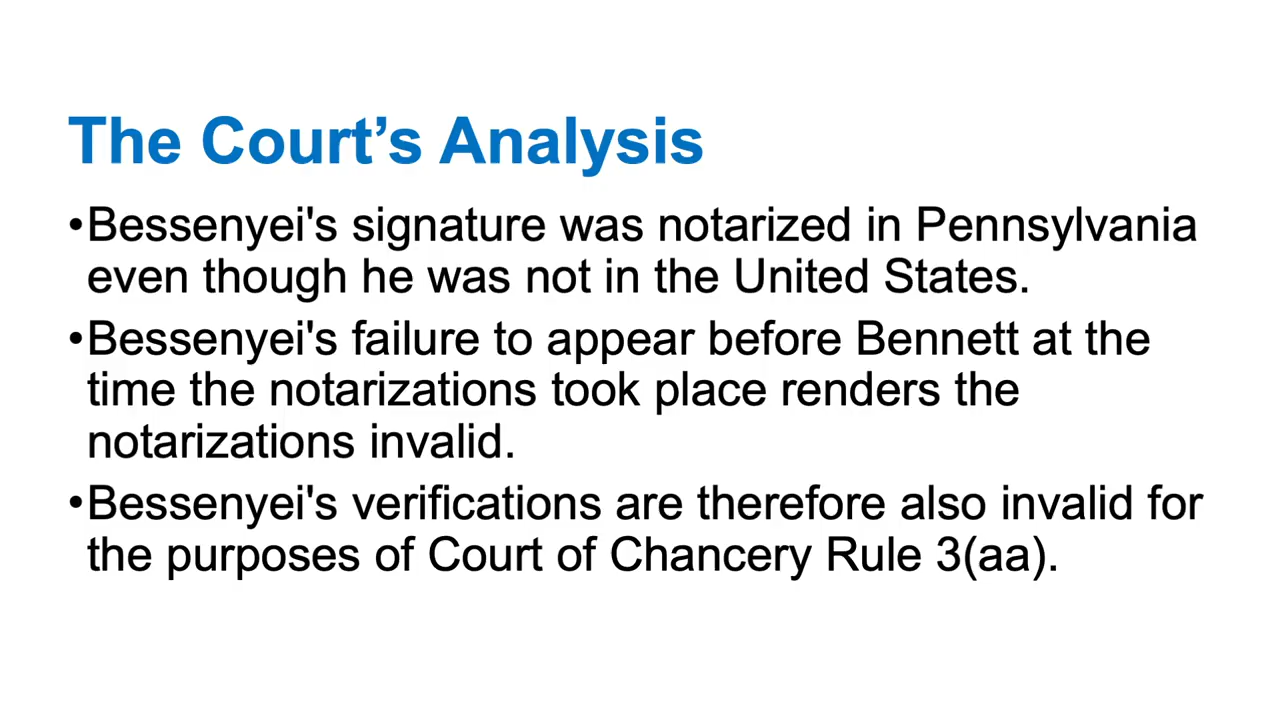 The Court’s Analysis
•Bessenyei's signature was notarized in Pennsylvania
even though he was not in the United States.
•Bessenyei's failure to appear before Bennett at the
time the notarizations took place renders the
notarizations invalid.
•Bessenyei's verifications are therefore also invalid for
the purposes of Court of Chancery Rule 3(aa).